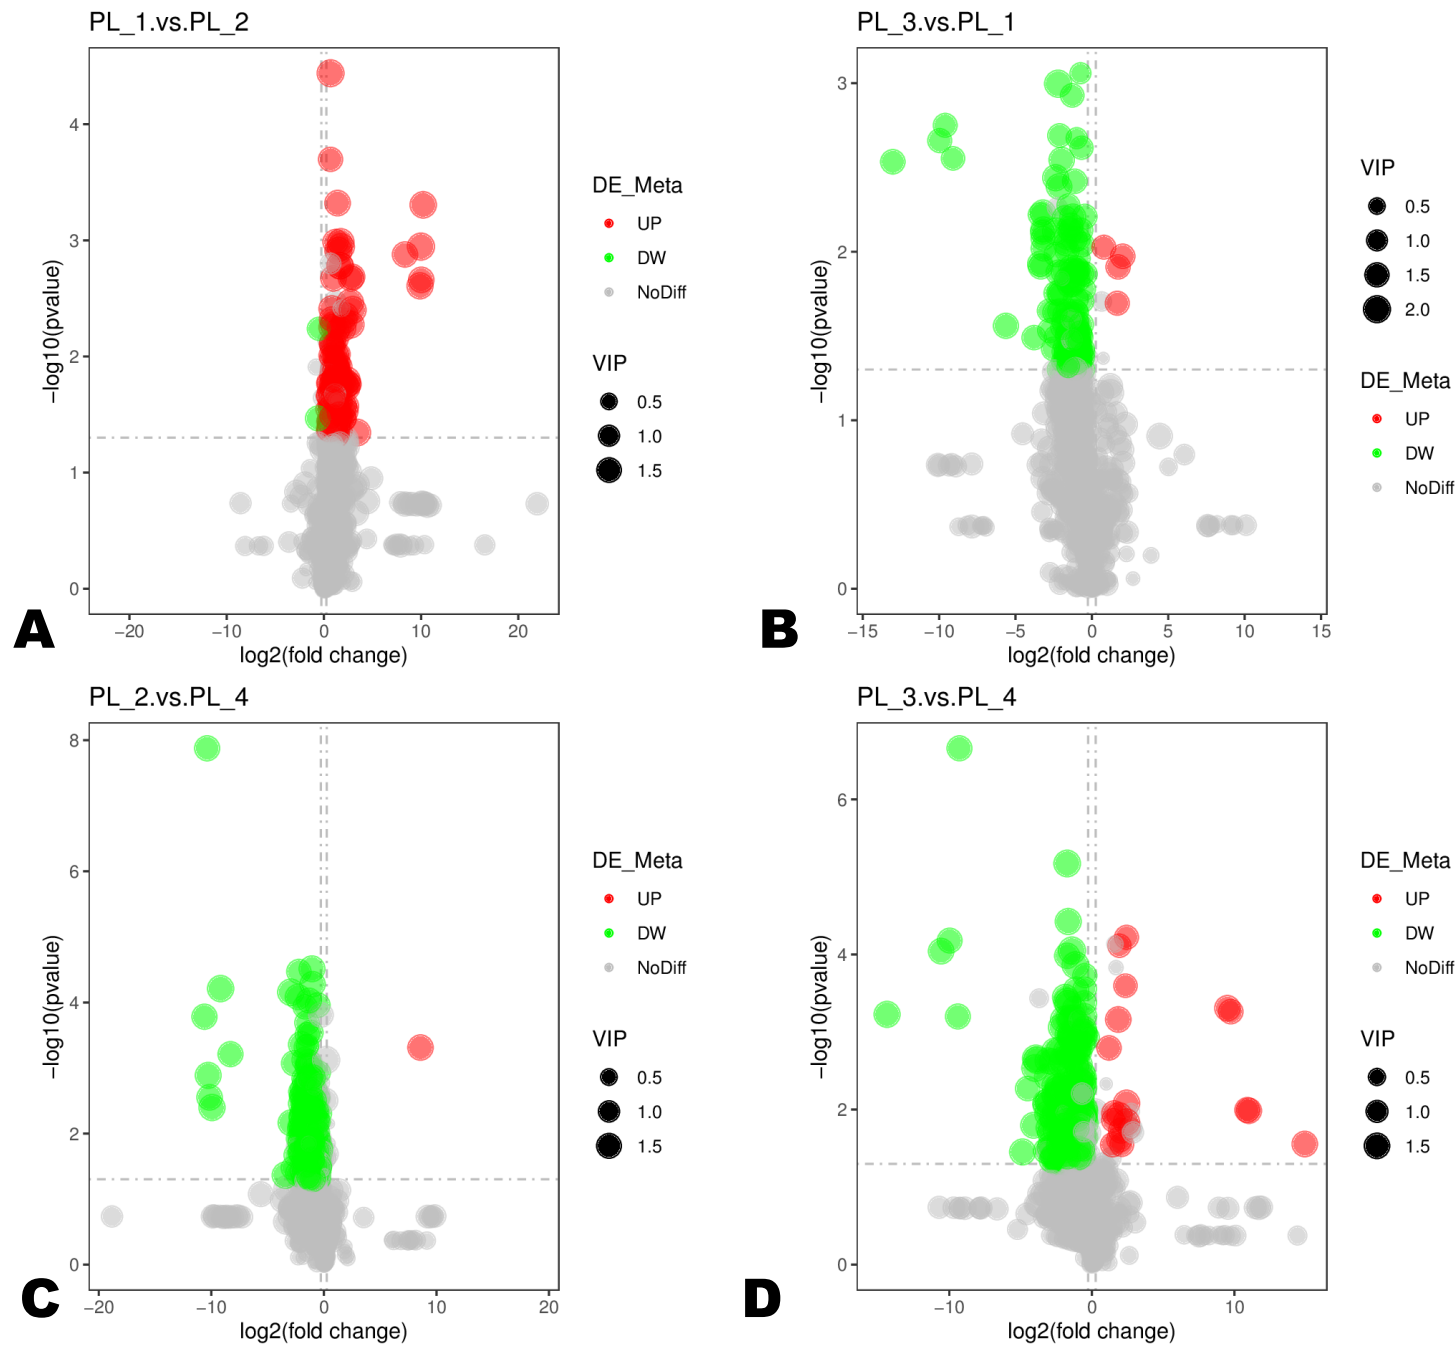 PL_1.vs.PL_2
−log10(pvalue)
4
3
2
1
0
−20
−10
0
10
20
log2(fold change)
DE_Meta
UP
DW
NoDiff
VIP
0.5
1.0
1.5
A
PL_3.vs.PL_1
−log10(pvalue)
3
2
1
0
−15
−10
−5
0
5
10
15
log2(fold change)
VIP
0.5
1.0
1.5
2.0
DE_Meta
UP
DW
NoDiff
B
PL_2.vs.PL_4
−log10(pvalue)
8
6
4
2
0
−20
−10
0
10
20
log2(fold change)
DE_Meta
UP
DW
NoDiff
VIP
0.5
1.0
1.5
C
PL_3.vs.PL_4
−log10(pvalue)
6
4
2
0
−10
0
10
log2(fold change)
DE_Meta
UP
DW
NoDiff
VIP
0.5
1.0
1.5
D